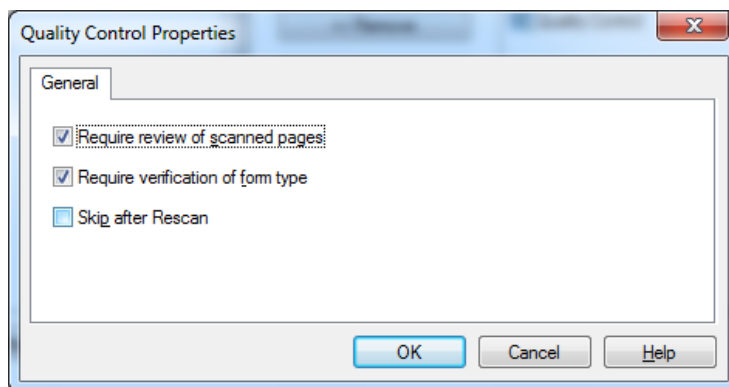 Quality Control Properties
General
Require review of scanned pages
Require verification of form type
Skip after Rescan
OK
Cancel
Help